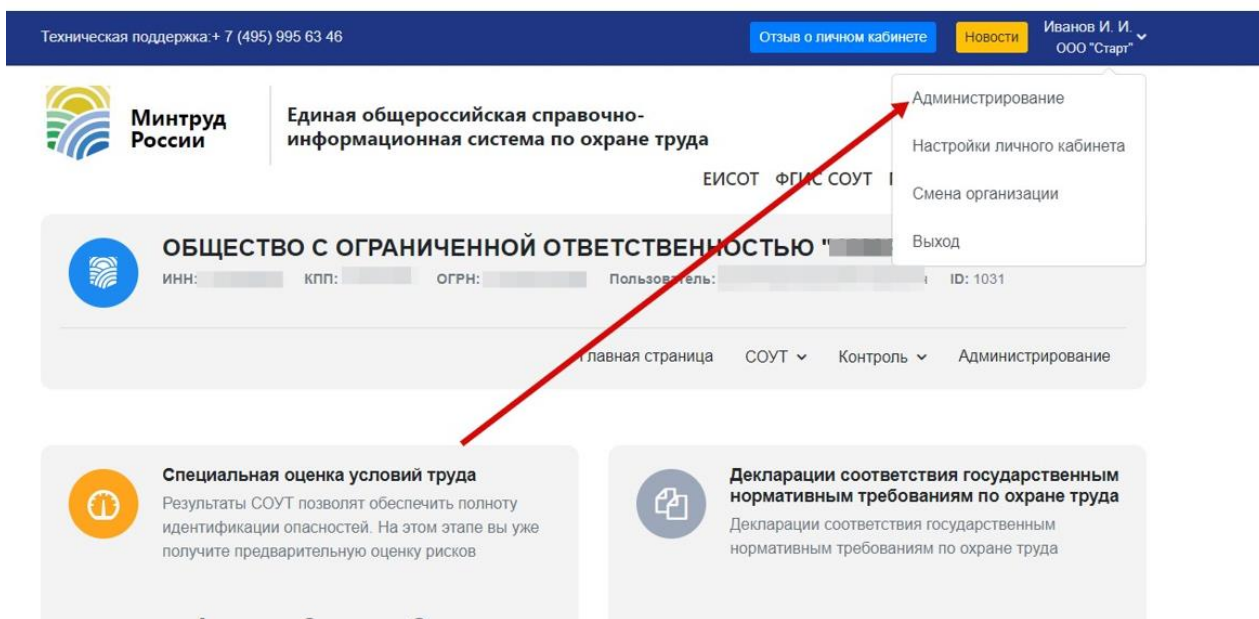 Техническая поддержка:+ 7 (495) 995 63 46
Отзыв о личном кабинете
Новости
Иванов И. И.
ООО "Старт"
Администрирование
Настройки личного кабинета
Смена организации
Выход
Минтруд
России
Единая общероссийская справочно-
информационная система по охране труда
ЕИСОТ ФГИС СОУТ
ОБЩЕСТВО С ОГРАНИЧЕННОЙ ОТВЕТСТВЕННОСТЬЮ "
ИНН: КПП: ОГРН: Пользователь: ID: 1031
Главная страница СОУТ Контроль Администрирование
Специальная оценка условий труда
Результаты СОУТ позволят обеспечить полноту
идентификации опасностей. На этом этапе вы уже
получите предварительную оценку рисков
Декларации соответствия государственным
нормативным требованиям по охране труда
Декларации соответствия государственным
нормативным требованиям по охране труда